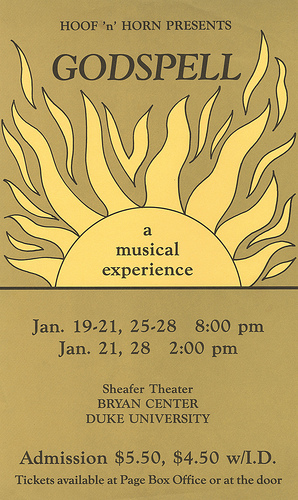 HOOF 'n' HORN PRESENTS
GODSPELL
a
musical
experience
Jan. 19-21, 25-28 8:00 pm
Jan. 21, 28 2:00 pm
Sheafer Theater
BRYAN CENTER
DUKE UNIVERSITY
Admission $5.50, $4.50 w/I.D.
Tickets available at Page Box Office or at the door